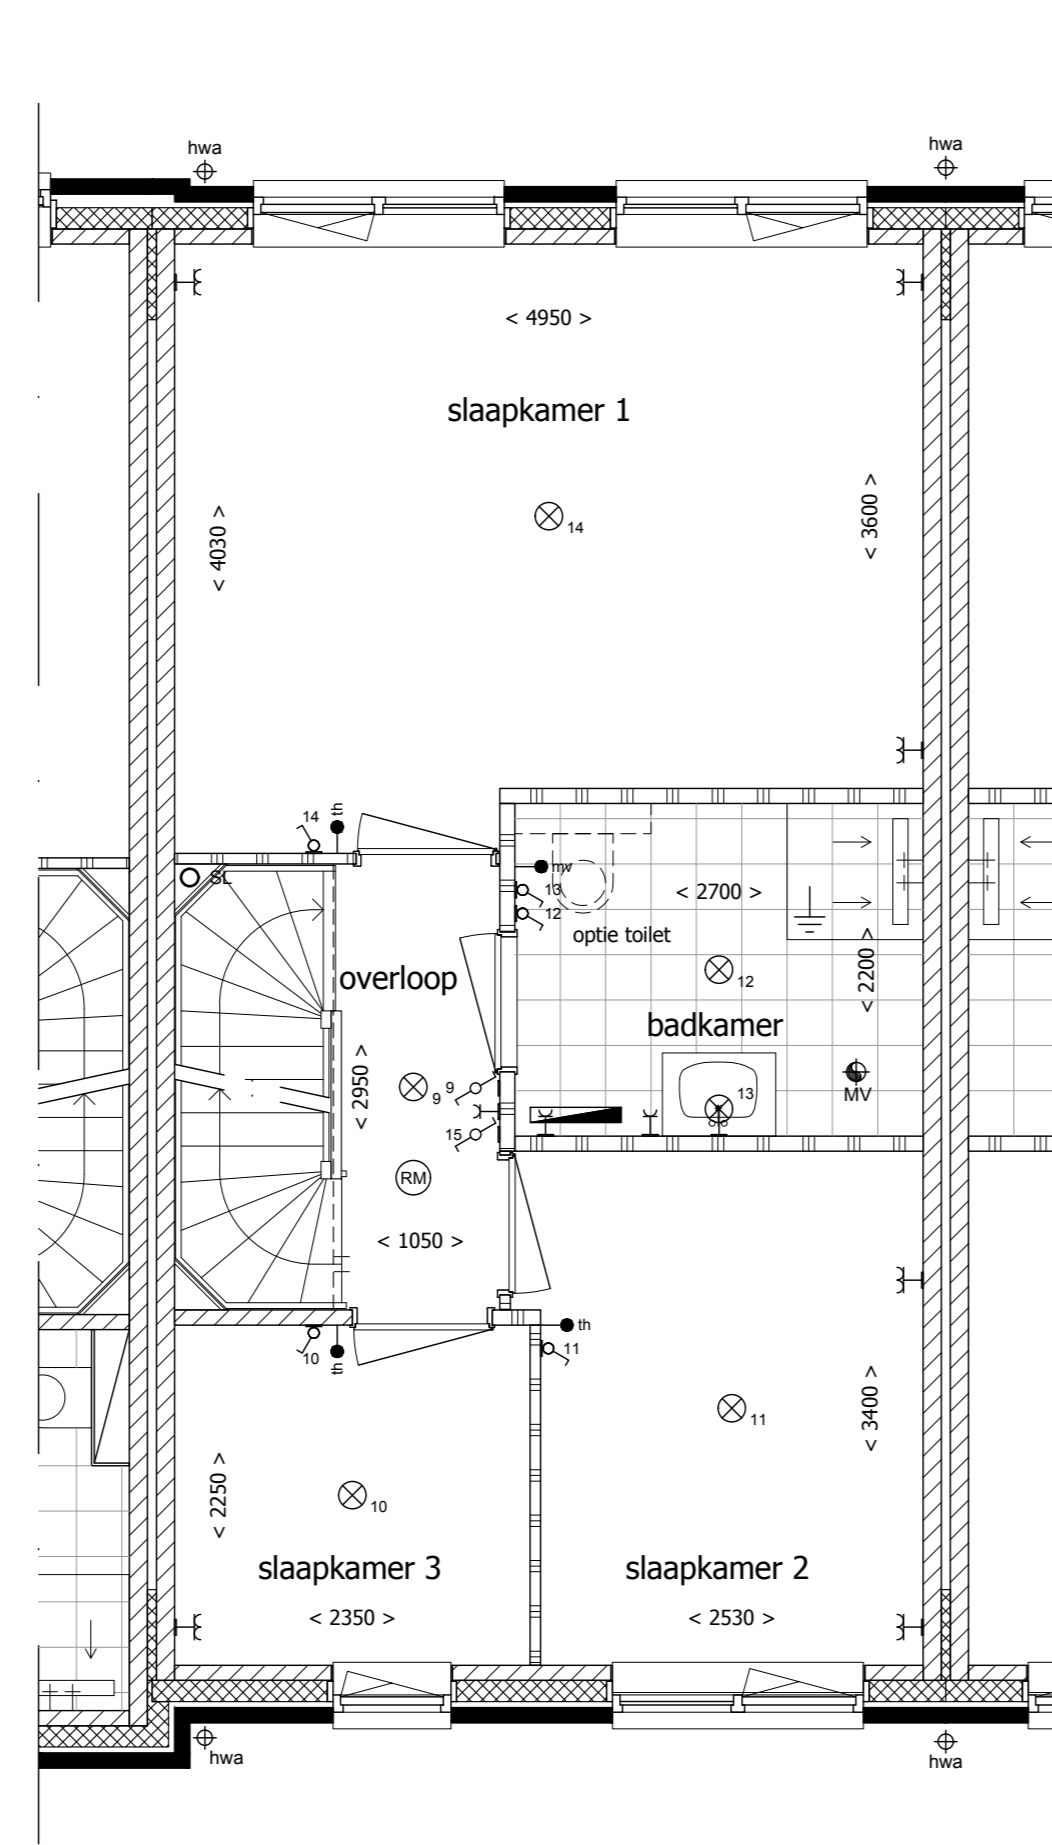 hwa
hwa
< 4950 >
slaapkamer 1
< 4030 >
< 3600 >
14
14
th
SL
mv
13
12
< 2700 >
optie toilet
overloop
< 2200 >
12
badkamer
< 2950 >
9
9
15
13
MV
RM
< 1050 >
10
th
th
11
11
< 3400 >
< 2250 >
10
slaapkamer 3
slaapkamer 2
< 2350 >
< 2530 >
hwa
hwa